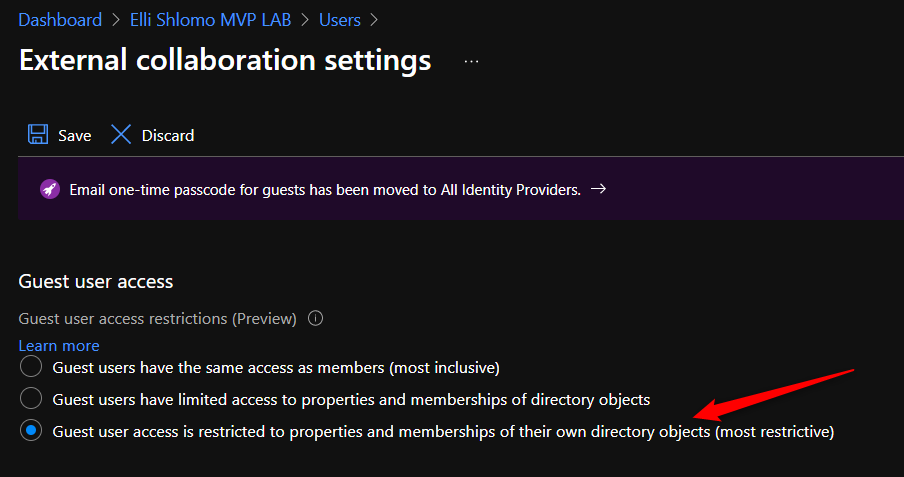 Dashboard > Elli Shlomo MVP LAB > Users >
External collaboration settings ...
Save Discard
Email one-time passcode for guests has been moved to All Identity Providers. →
Guest user access
Guest user access restrictions (Preview)
Learn more
Guest users have the same access as members (most inclusive)
Guest users have limited access to properties and memberships of directory objects
Guest user access is restricted to properties and memberships of their own directory objects (most restrictive)